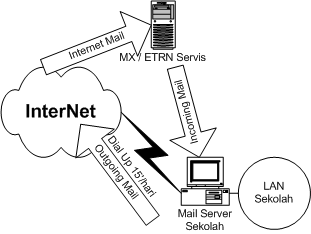 Internet Mail
MX / ETRN Servis
InterNet
Incoming Mail
Dial Up 15'/hari
Outgoing Mail
Mail Server
Sekolah
LAN
Sekolah